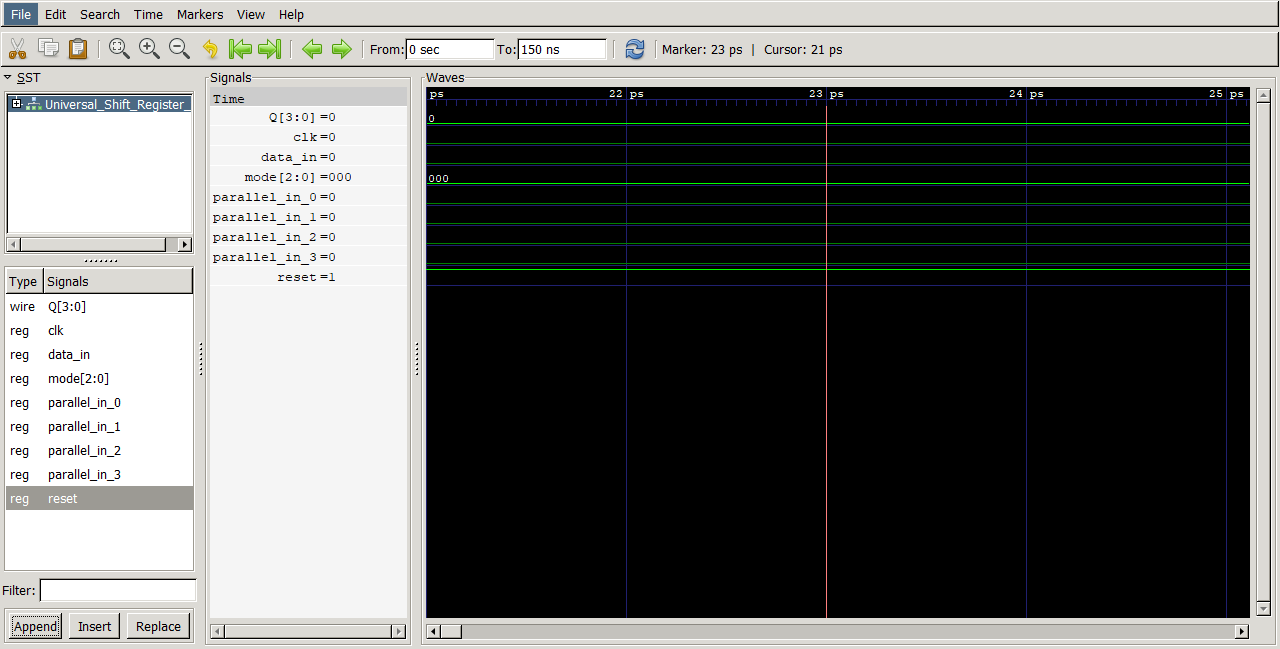 File Edit Search Time Markers View Help
From: 0 sec To: 150 ns Marker: 23 ps | Cursor: 21 ps
SST
Universal_Shift_Register_
Type Signals
wire Q[3:0]
reg clk
reg data_in
reg mode[2:0]
reg parallel_in_0
reg parallel_in_1
reg parallel_in_2
reg parallel_in_3
reg reset
Filter:
Append Insert Replace
Signals
Time
Q[3:0] =0
clk =0
data_in =0
mode[2:0] =000
parallel_in_0 =0
parallel_in_1 =0
parallel_in_2 =0
parallel_in_3 =0
reset =1
Waves
ps 22 ps 23 ps 24 ps 25 ps
0
000